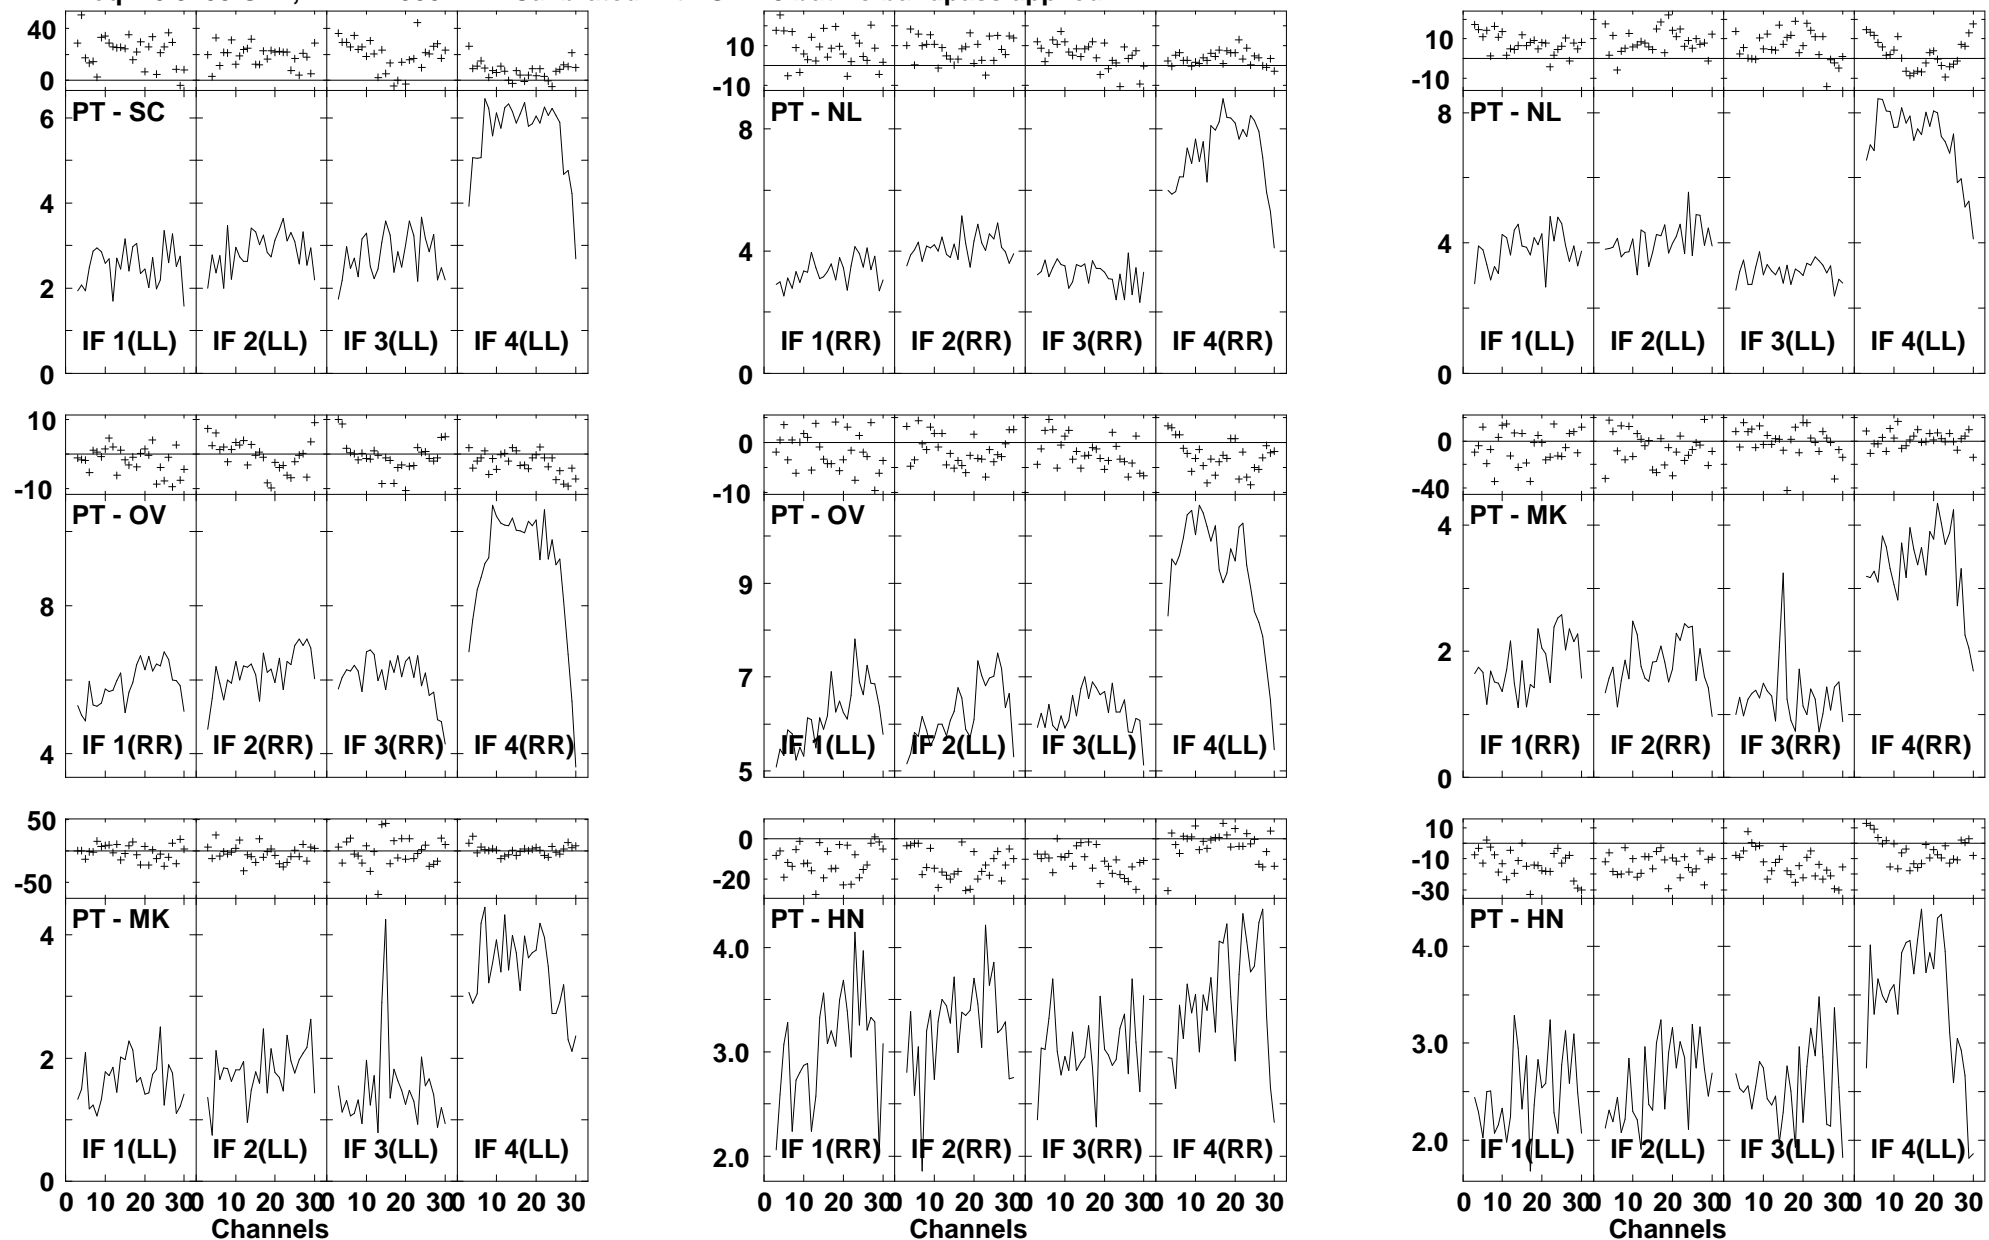 40
0
PT - SC
6
4
2
0
IF 1(LL) IF 2(LL) IF 3(LL) IF 4(LL)
10
-10
PT - NL
8
4
0
IF 1(RR) IF 2(RR) IF 3(RR) IF 4(RR)
10
-10
PT - NL
8
4
0
IF 1(LL) IF 2(LL) IF 3(LL) IF 4(LL)
10
-10
PT - OV
8
4
IF 1(RR) IF 2(RR) IF 3(RR) IF 4(RR)
0
-10
PT - OV
9
7
5
IF 1(LL) IF 2(LL) IF 3(LL) IF 4(LL)
0
-40
PT - MK
4
2
0
IF 1(RR) IF 2(RR) IF 3(RR) IF 4(RR)
50
-50
PT - MK
4
2
0
IF 1(LL) IF 2(LL) IF 3(LL) IF 4(LL)
0 10 20 30 0 10 20 30 0 10 20 30 0 10 20 30
Channels
0
-20
PT - HN
4.0
3.0
2.0
IF 1(RR) IF 2(RR) IF 3(RR) IF 4(RR)
0 10 20 30 0 10 20 30 0 10 20 30 0 10 20 30
Channels
10
-10
-30
PT - HN
4.0
3.0
2.0
IF 1(LL) IF 2(LL) IF 3(LL) IF 4(LL)
0 10 20 30 0 10 20 30 0 10 20 30 0 10 20 30
Channels